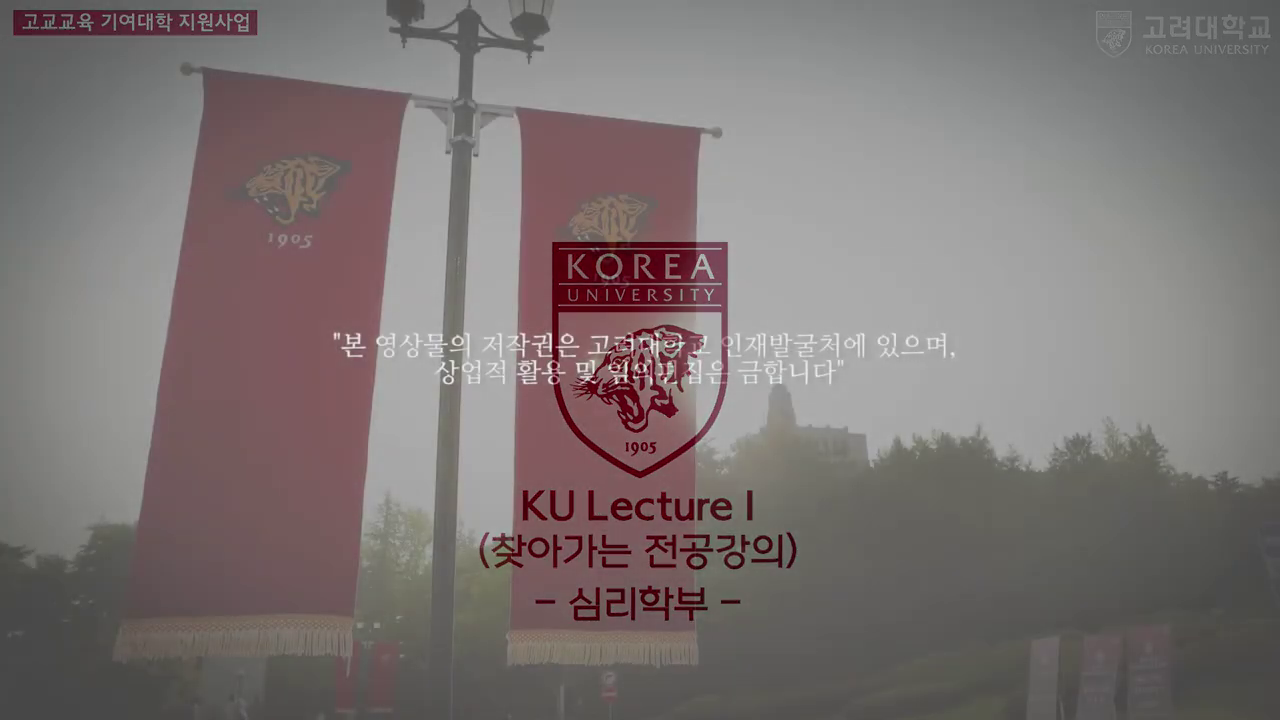 고교교육 기여대학 지원사업
고려대학교
KOREA UNIVERSITY
1905
1905
KOREA
UNIVERSITY
"본 영상물의 저작권은 고려대학교 인재발굴처에 있으며,
상업적 활용 및 임의편집은 금합니다"
1905
KU Lecture I
(찾아가는 전공강의)
- 심리학부 -